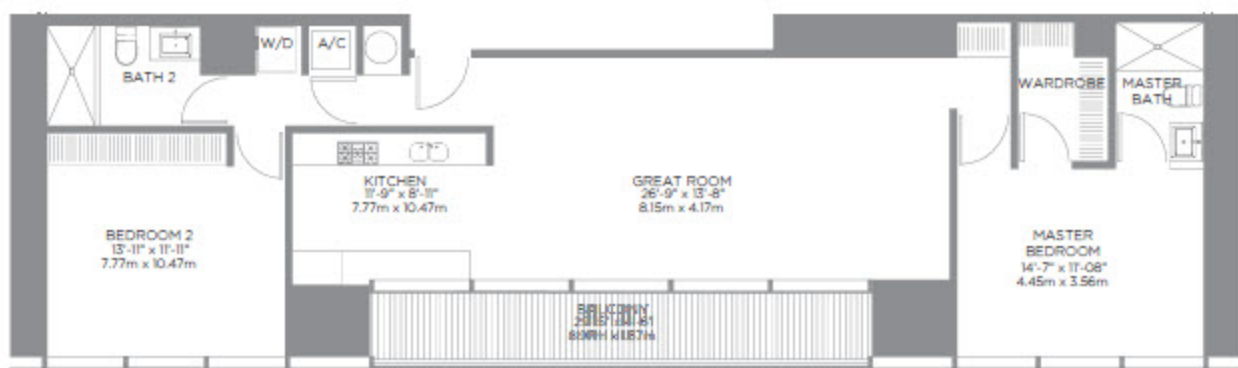 W/D
A/C
BATH 2
WARDROBE
MASTER
BATH
KITCHEN
11'-9" x 8'-11"
7.77m x 10.47m
GREAT ROOM
26'-9" x 13'-8"
8.15m x 4.17m
BEDROOM 2
13'-11" x 11'-11"
7.77m x 10.47m
MASTER
BEDROOM
14'-7" x 11'-08"
4.45m x 3.56m
BALCONY